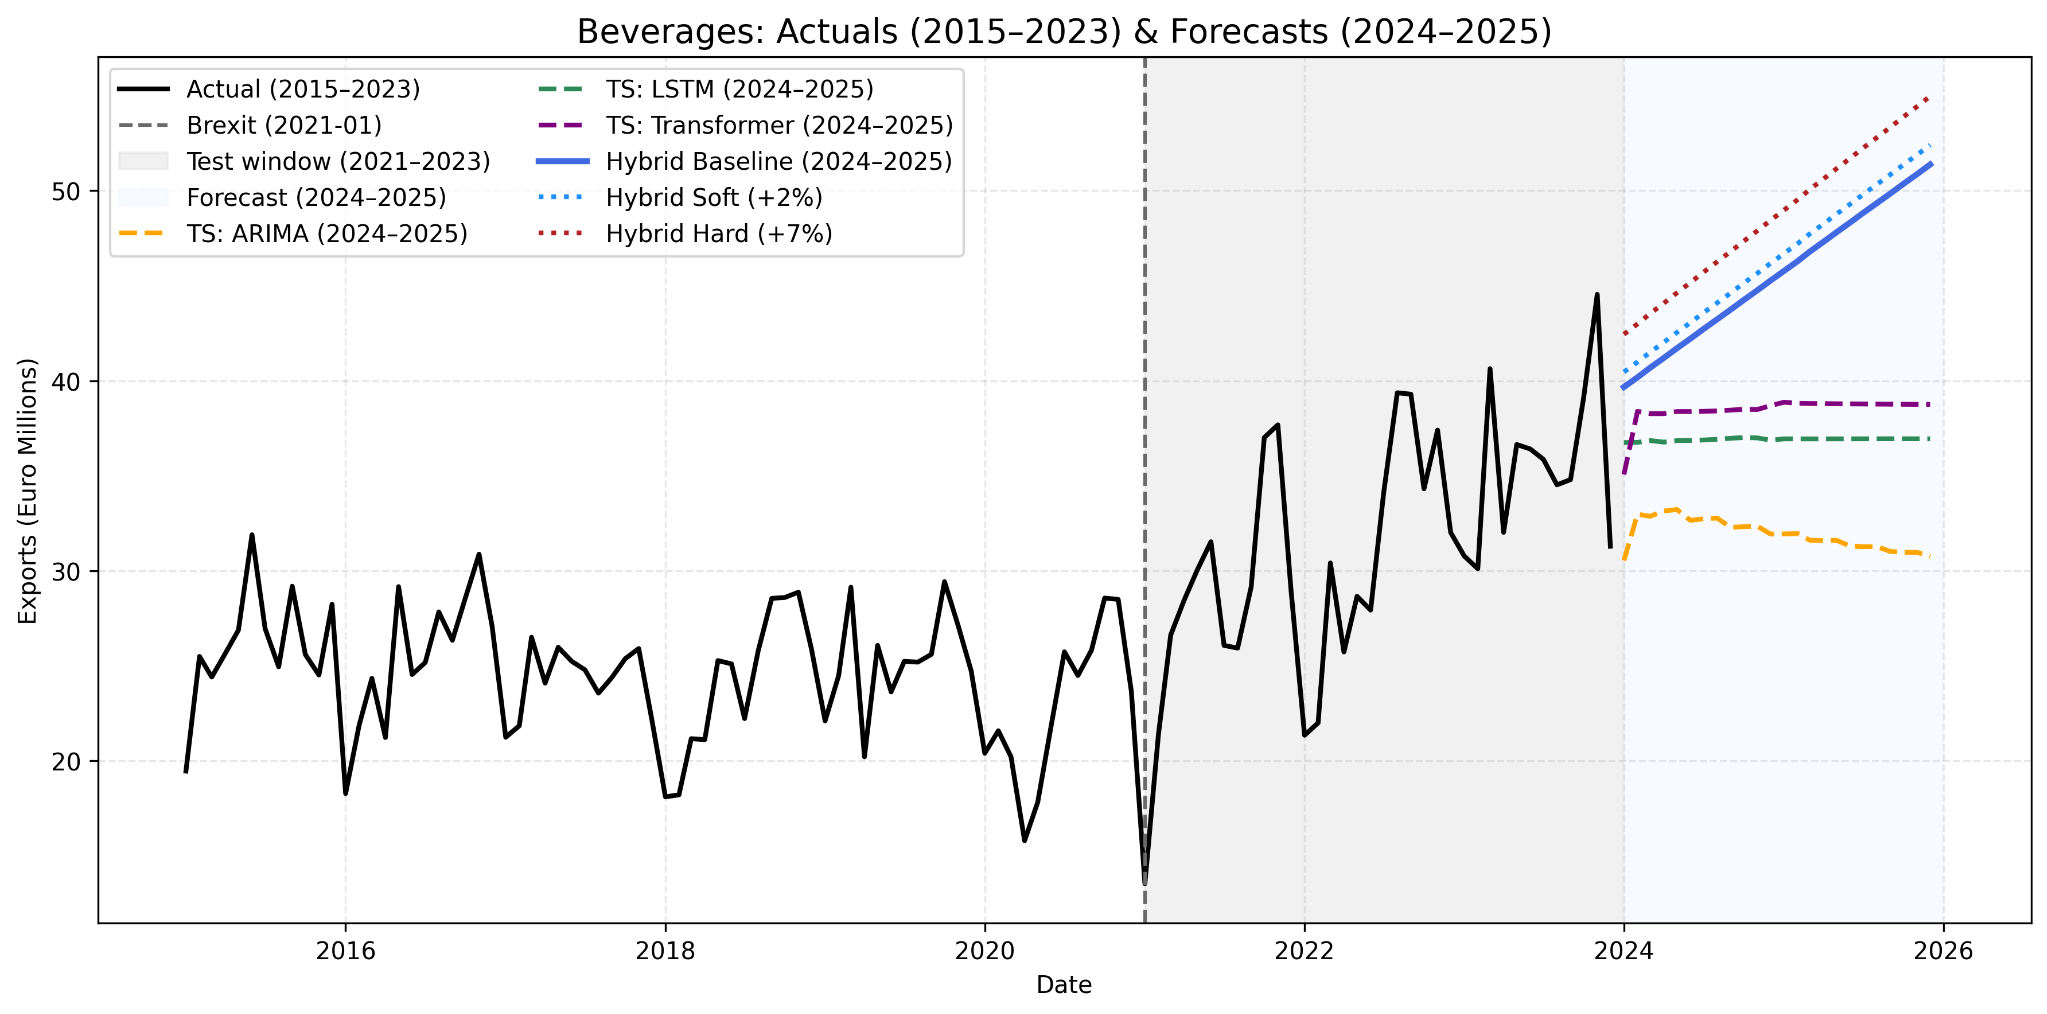 Beverages: Actuals (2015–2023) & Forecasts (2024–2025)
Actual (2015–2023)
Brexit (2021-01)
Test window (2021–2023)
Forecast (2024–2025)
TS: ARIMA (2024–2025)
TS: LSTM (2024–2025)
TS: Transformer (2024–2025)
Hybrid Baseline (2024–2025)
Hybrid Soft (+2%)
Hybrid Hard (+7%)
Exports (Euro Millions)
50
40
30
20
2016
2018
2020
2022
2024
2026
Date